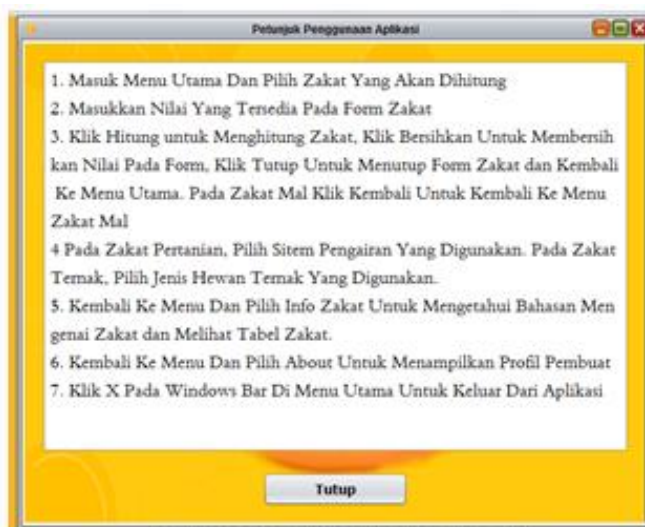 Petunjuk Penggunaan Aplikasi
1. Masuk Menu Utama Dan Pilih Zakat Yang Akan Dihitung
2. Masukkan Nilai Yang Tersedia Pada Form Zakat
3. Klik Hitung untuk Menghitung Zakat, Klik Bersihkan Untuk Membersih
kan Nilai Pada Form, Klik Tutup Untuk Menutup Form Zakat dan Kembali
Ke Menu Utama. Pada Zakat Mal Klik Kembali Untuk Kembali Ke Menu
Zakat Mal
4 Pada Zakat Pertanian, Pilih Sitem Pengairan Yang Digunakan. Pada Zakat
Ternak, Pilih Jenis Hewan Ternak Yang Digunakan.
5. Kembali Ke Menu Dan Pilih Info Zakat Untuk Mengetahui Bahasan Men
genai Zakat dan Melihat Tabel Zakat.
6. Kembali Ke Menu Dan Pilih About Untuk Menampilkan Profil Pembuat
7. Klik X Pada Windows Bar Di Menu Utama Untuk Keluar Dari Aplikasi
Tutup